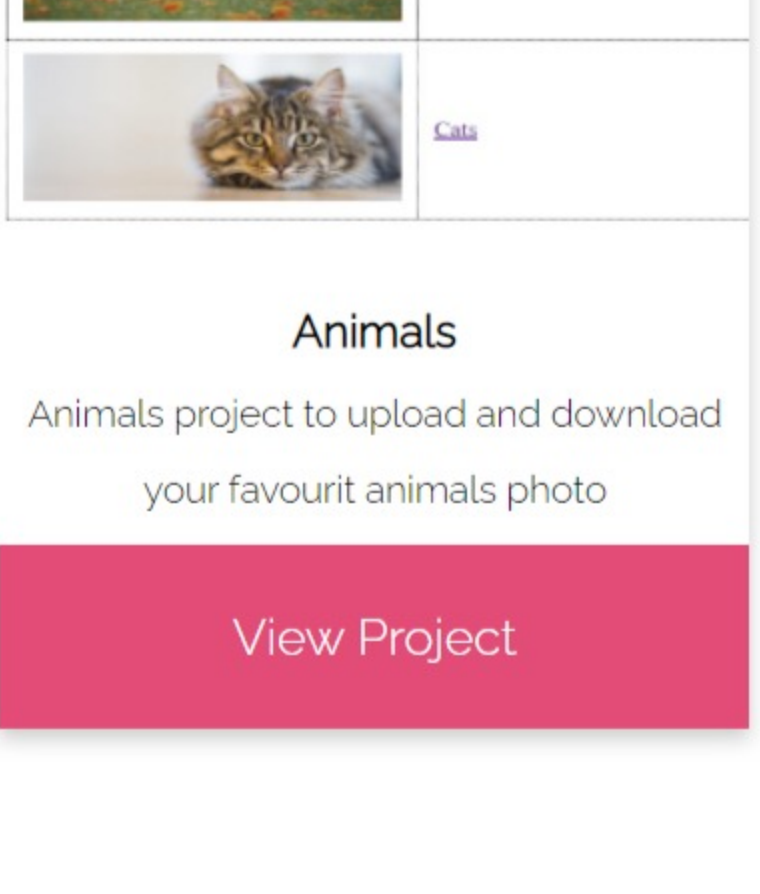 Cats
Animals
Animals project to upload and download
your favourit animals photo
View Project